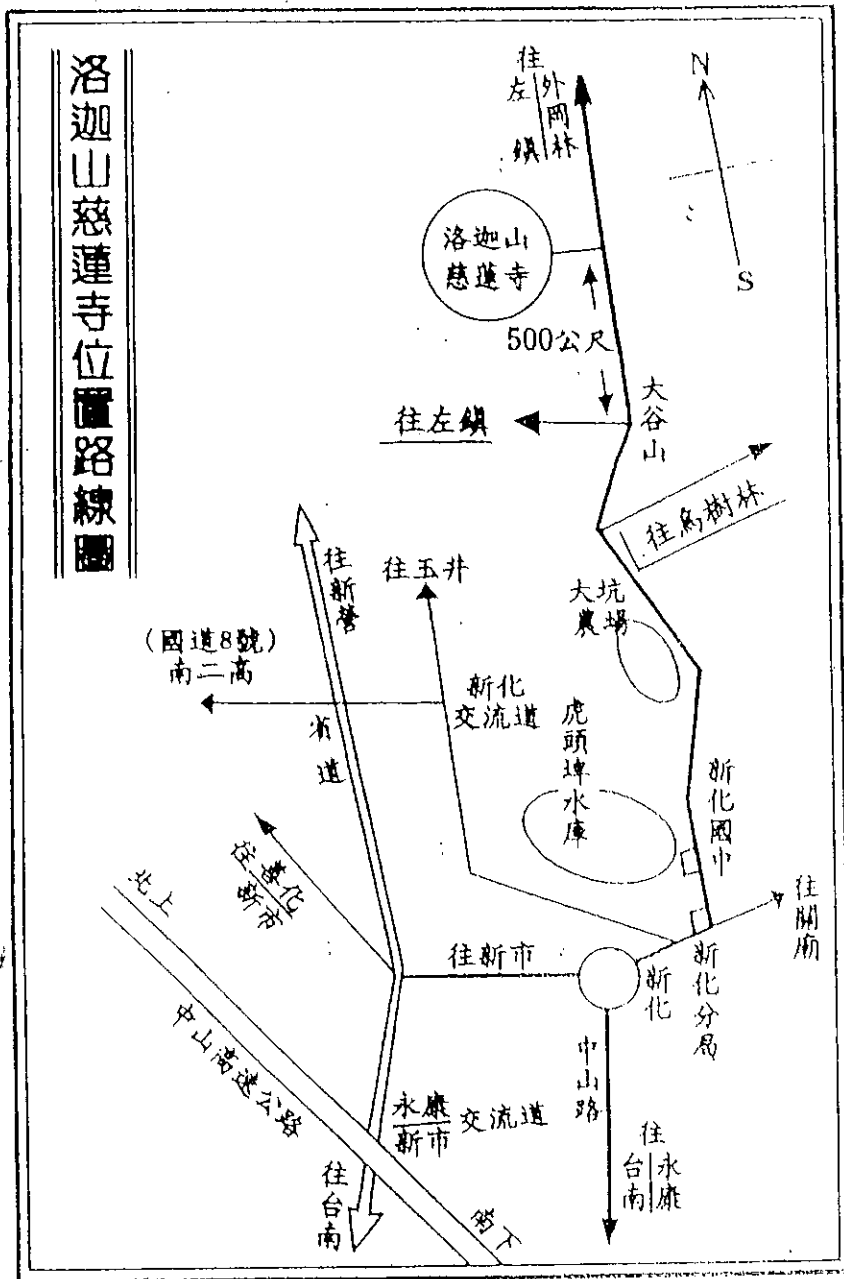 洛迦山慈蓮寺位置路線圖
N
S
往
左鎮
外岡林
洛迦山
慈蓮寺
500公尺
大谷山
往左鎮
往鳥樹林
往新營
往玉井
大坑
農場
(國道8號)
南二高
新化
交流道
省道
虎頭埤水庫
新化國中
往善化
新市
北上
往關廟
往新市
新化
新化分局
中山高速公路
中山路
永康
新市
交流道
往
台南
永康
往台南
南下